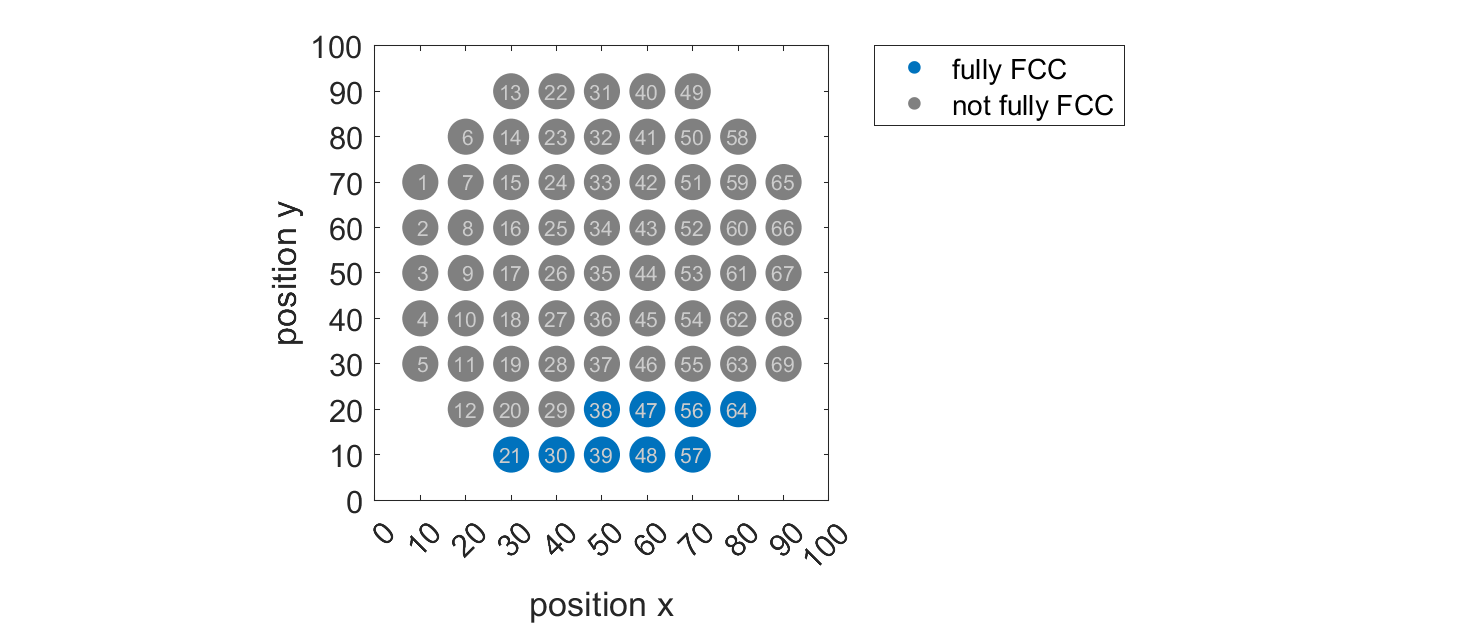 100
90
80
70
60
50
40
30
20
10
0
position y
13 22 31 40 49
6 14 23 32 41 50 58
1 7 15 24 33 42 51 59 65
2 8 16 25 34 43 52 60 66
3 9 17 26 35 44 53 61 67
4 10 18 27 36 45 54 62 68
5 11 19 28 37 46 55 63 69
12 20 29 38 47 56 64
21 30 39 48 57
0 10 20 30 40 50 60 70 80 90 100
position x
fully FCC
not fully FCC